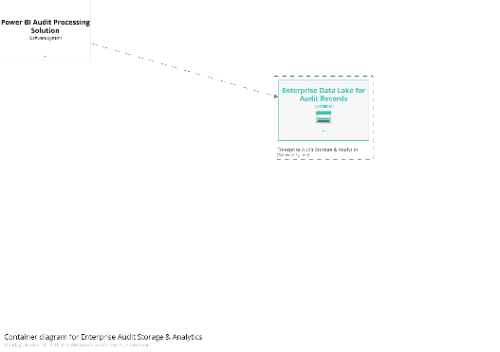 Power BI Audit Processing
Solution
[Software System]
Enterprise Data Lake for
Audit Records
[Container]
Enterprise Audit Storage & Analytics
[Software System]
Container diagram for Enterprise Audit Storage & Analytics